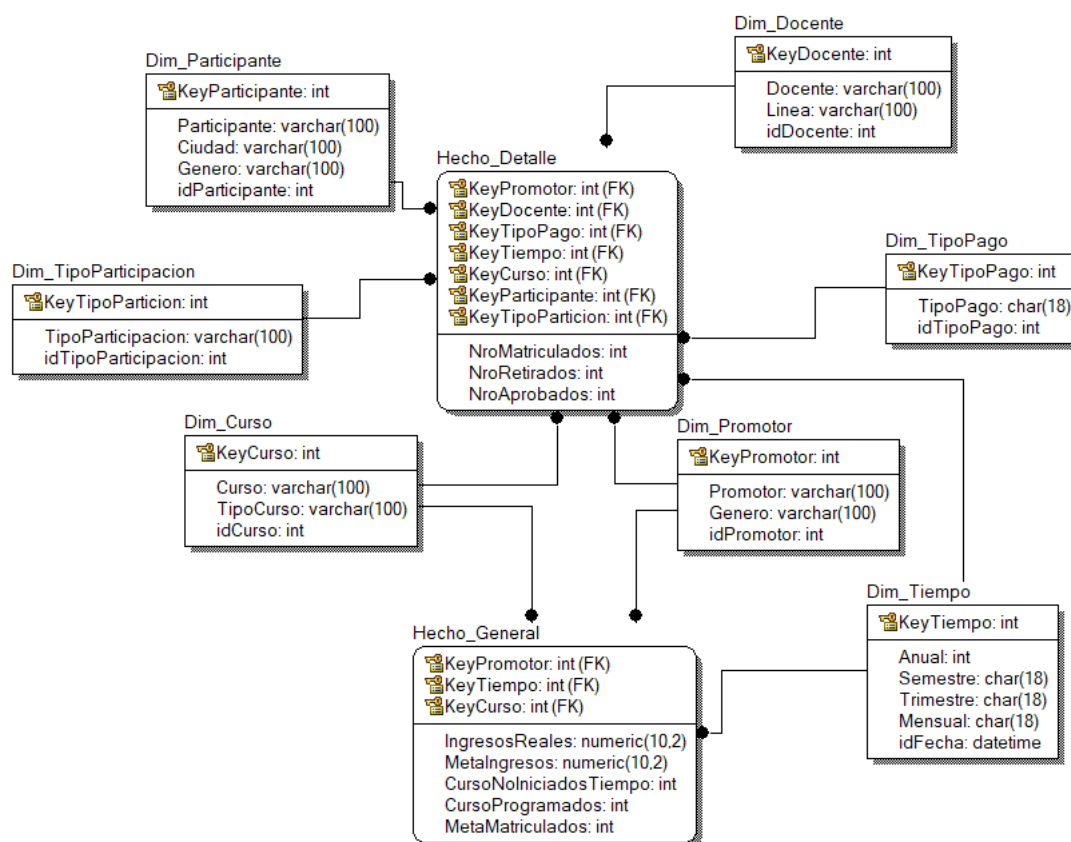 Dim_Docente
KeyDocente: int
Docente: varchar(100)
Linea: varchar(100)
idDocente: int
Dim_Participante
KeyParticipante: int
Participante: varchar(100)
Ciudad: varchar(100)
Genero: varchar(100)
idParticipante: int
Hecho_Detalle
KeyPromotor: int (FK)
KeyDocente: int (FK)
KeyTipoPago: int (FK)
KeyTiempo: int (FK)
KeyCurso: int (FK)
KeyParticipante: int (FK)
KeyTipoParticion: int (FK)
NroMatriculados: int
NroRetirados: int
NroAprobados: int
Dim_TipoPago
KeyTipoPago: int
TipoPago: char(18)
idTipoPago: int
Dim_TipoParticipacion
KeyTipoParticion: int
TipoParticipacion: varchar(100)
idTipoParticipacion: int
Dim_Curso
KeyCurso: int
Curso: varchar(100)
TipoCurso: varchar(100)
idCurso: int
Dim_Promotor
KeyPromotor: int
Promotor: varchar(100)
Genero: varchar(100)
idPromotor: int
Dim_Tiempo
KeyTiempo: int
Anual: int
Semestre: char(18)
Trimestre: char(18)
Mensual: char(18)
idFecha: datetime
Hecho_General
KeyPromotor: int (FK)
KeyTiempo: int (FK)
KeyCurso: int (FK)
IngresosReales: numeric(10,2)
MetaIngresos: numeric(10,2)
CursoNoIniciadosTiempo: int
CursoProgramados: int
MetaMatriculados: int